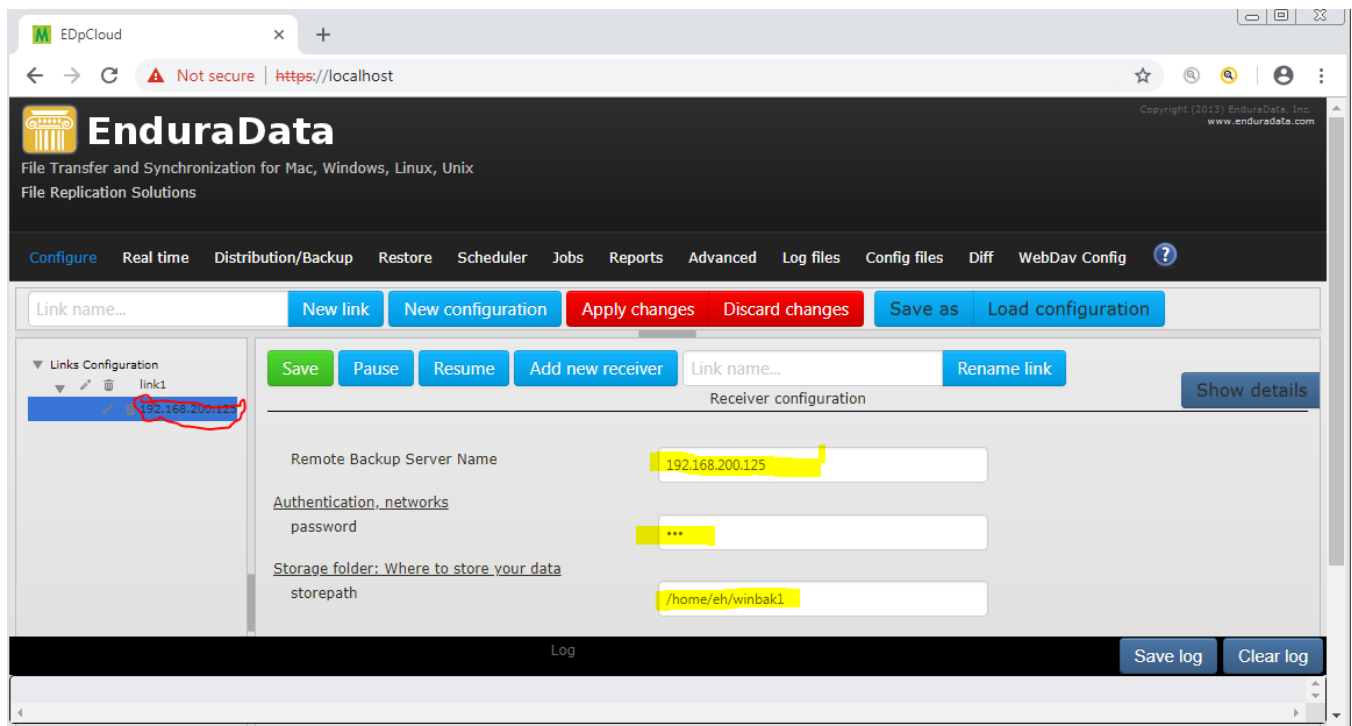 EDpCloud
Not secure | https://localhost
Copyright (2013) EnduraData, Inc.
www.enduradata.com
EnduraData
File Transfer and Synchronization for Mac, Windows, Linux, Unix
File Replication Solutions
Configure Real time Distribution/Backup Restore Scheduler Jobs Reports Advanced Log files Config files Diff WebDav Config ?
Link name... New link New configuration Apply changes Discard changes Save as Load configuration
Links Configuration
link1
192.168.200.125
Save Pause Resume Add new receiver Link name... Rename link
Show details
Receiver configuration
Remote Backup Server Name 192.168.200.125
Authentication, networks
password •••
Storage folder: Where to store your data
storepath /home/eh/winbak1
Log
Save log Clear log